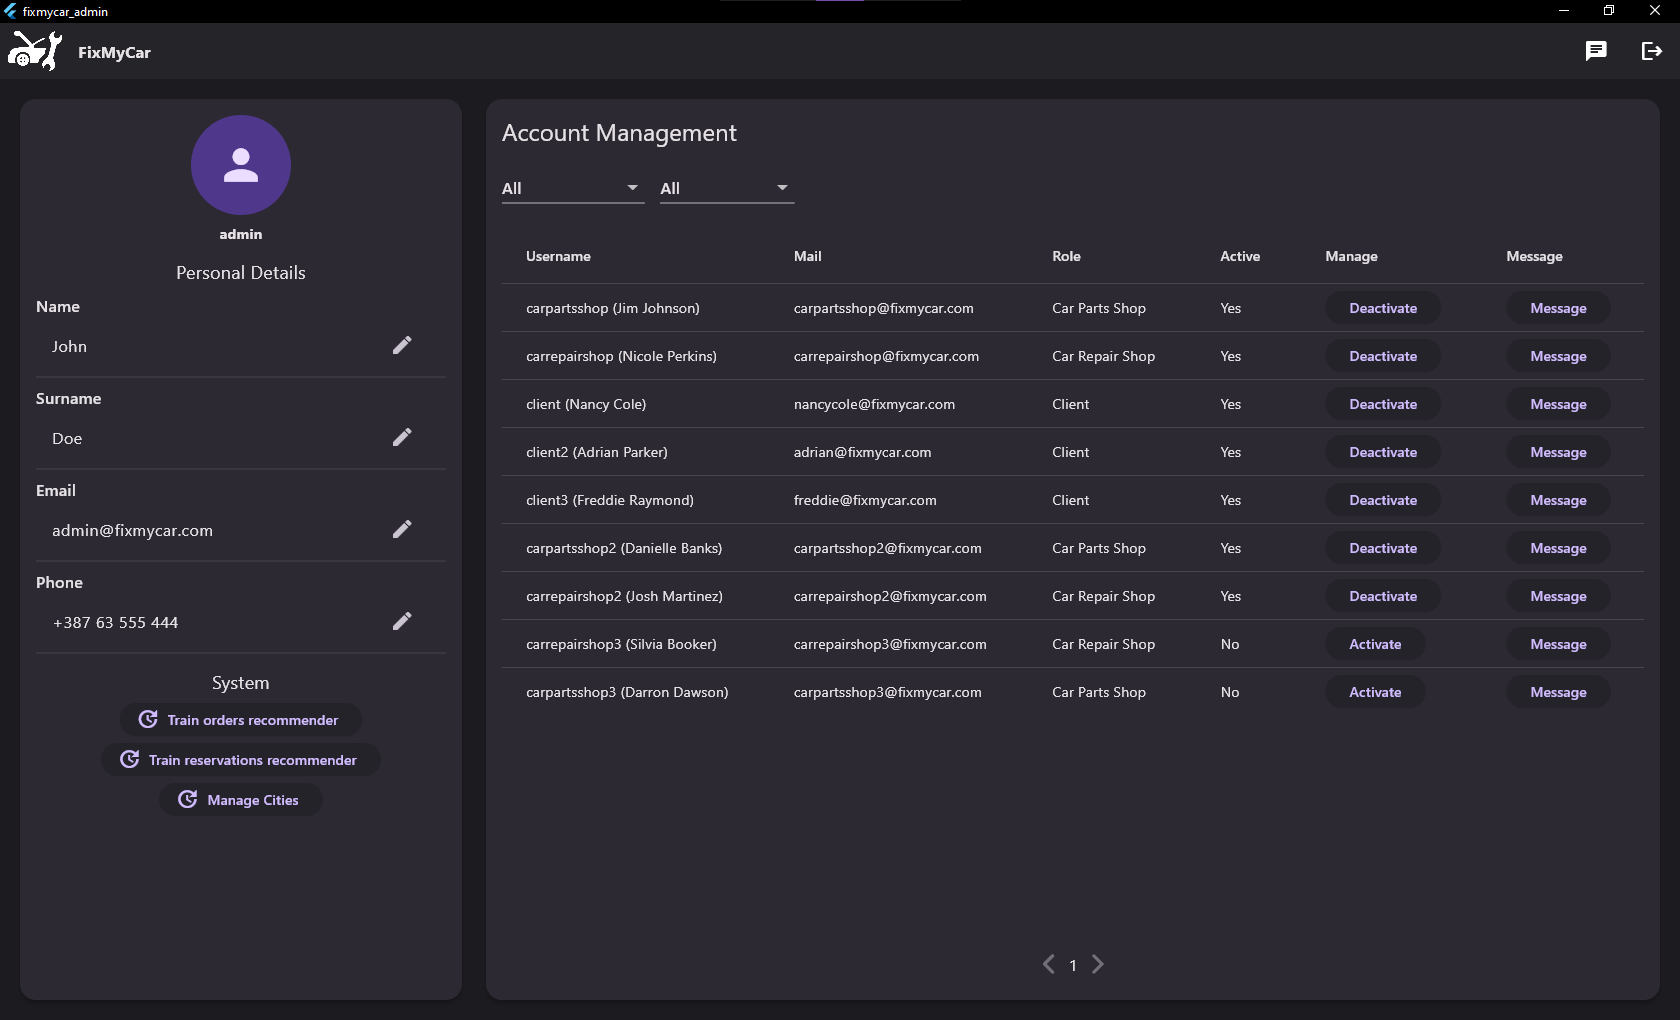 fixmycar_admin
FixMyCar
admin
Personal Details
Name
John
Surname
Doe
Email
admin@fixmycar.com
Phone
+387 63 555 444
System
Train orders recommender
Train reservations recommender
Manage Cities
Account Management
All All
Username Mail Role Active Manage Message
carpartsshop (Jim Johnson) carpartsshop@fixmycar.com Car Parts Shop Yes Deactivate Message
carrepairshop (Nicole Perkins) carrepairshop@fixmycar.com Car Repair Shop Yes Deactivate Message
client (Nancy Cole) nancycole@fixmycar.com Client Yes Deactivate Message
client2 (Adrian Parker) adrian@fixmycar.com Client Yes Deactivate Message
client3 (Freddie Raymond) freddie@fixmycar.com Client Yes Deactivate Message
carpartsshop2 (Danielle Banks) carpartsshop2@fixmycar.com Car Parts Shop Yes Deactivate Message
carrepairshop2 (Josh Martinez) carrepairshop2@fixmycar.com Car Repair Shop Yes Deactivate Message
carrepairshop3 (Silvia Booker) carrepairshop3@fixmycar.com Car Repair Shop No Activate Message
carpartsshop3 (Darron Dawson) carpartsshop3@fixmycar.com Car Parts Shop No Activate Message
1